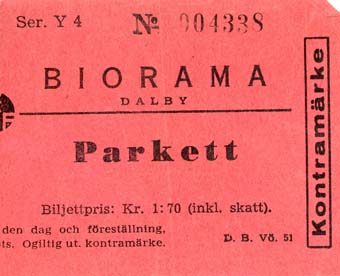 Ser. Y 4 № 004338
BIORAMA
DALBY
Parkett
Biljettpris: Kr. 1:70 (inkl. skatt).
den dag och föreställning,
ts. Ogiltig ut. kontramärke.
D. B. Vö. 51
Kontramärke